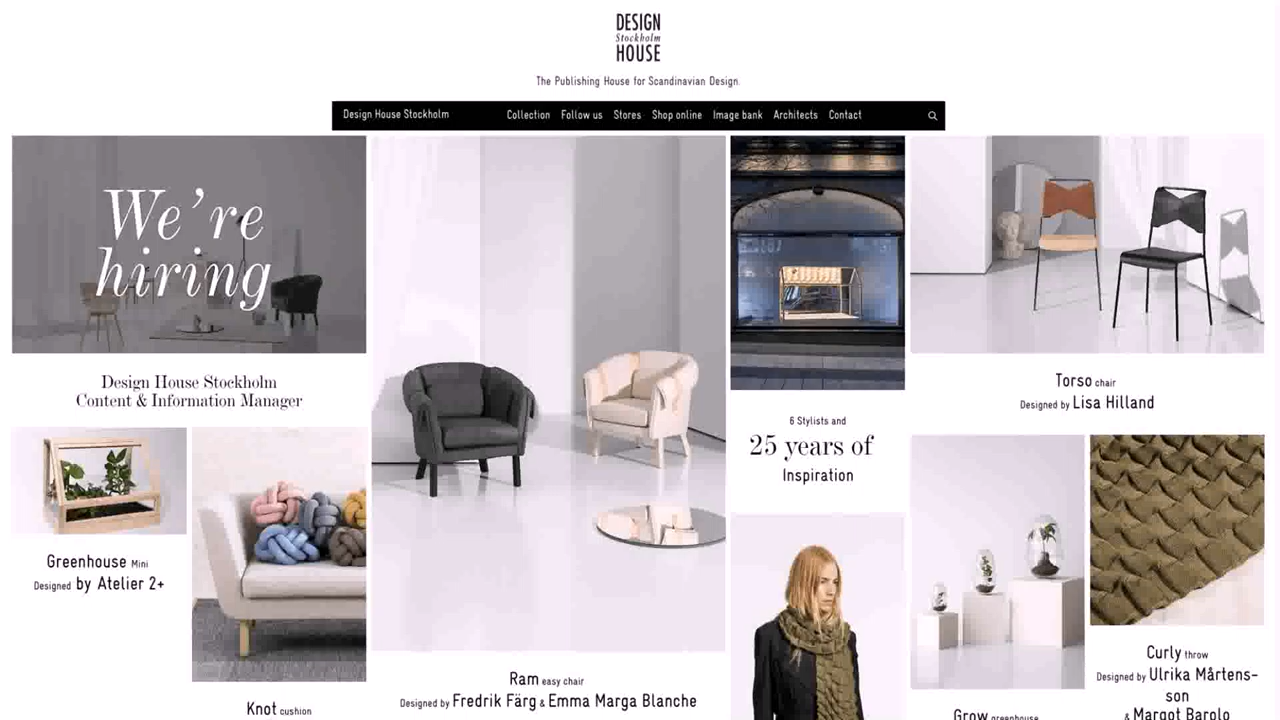 DESIGN
Stockholm
HOUSE
The Publishing House for Scandinavian Design.
Design House Stockholm
Collection Follow us Stores Shop online Image bank Architects Contact
We're
hiring
Design House Stockholm
Content & Information Manager
Greenhouse Mini
Designed by Atelier 2+
Knot cushion
Ram easy chair
Designed by Fredrik Färg & Emma Marga Blanche
6 Stylists and
25 years of
Inspiration
Torso chair
Designed by Lisa Hilland
Grow greenhouse
Curly throw
Designed by Ulrika Mårtens-
son
& Margot Barolo